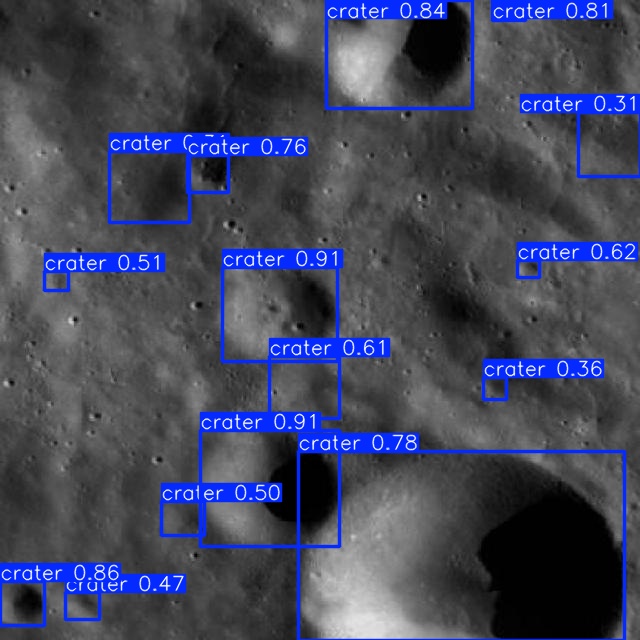 crater 0.84
crater 0.81
crater 0.31
crater
crater 0.76
crater 0.62
crater 0.51
crater 0.91
crater 0.61
crater 0.36
crater 0.91
crater 0.78
crater 0.50
crater 0.86
crater 0.47